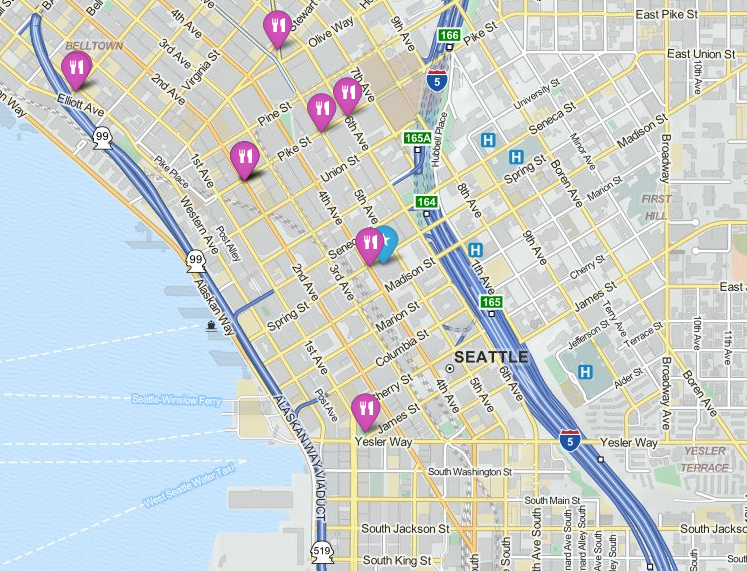 4th Ave
Stewart
Olive Way
9th Ave
166
Pike St
East Pike St
BELLTOWN
3rd Ave
Virginia St
2nd Ave
7th Ave
5
East Union St
10th Ave
Elliott Ave
99
Pine St
6th Ave
University St
Seneca St
Madison St
Pike St
165A
Hubbell Place
Minor Ave
Broadway
1st Ave
Pike Place
Union St
Spring St
Boren Ave
Marion St
8th Ave
164
Western Ave
4th Ave
5th Ave
FIRST
HILL
Post Alley
9th Ave
99
2nd Ave
3rd Ave
Madison St
Cherry St
Alaskan Way
165
James St
Spring St
Marion St
Terry Ave
Jefferson St
Terrace St
10th Ave
11th Ave
1st Ave
Columbia St
SEATTLE
Alder St
Broadway Ave
Boren Ave
Seattle-Winslow Ferry
Post Ave
Cherry St
4th Ave
5th Ave
6th Ave
ALASKAN WAY VIADUCT
James St
Yesler Way
5
Yesler Way
YESLER
TERRACE
West Seattle Water Taxi
South Washington St
South Main St
South Jackson St
South Jackso
519
South King St